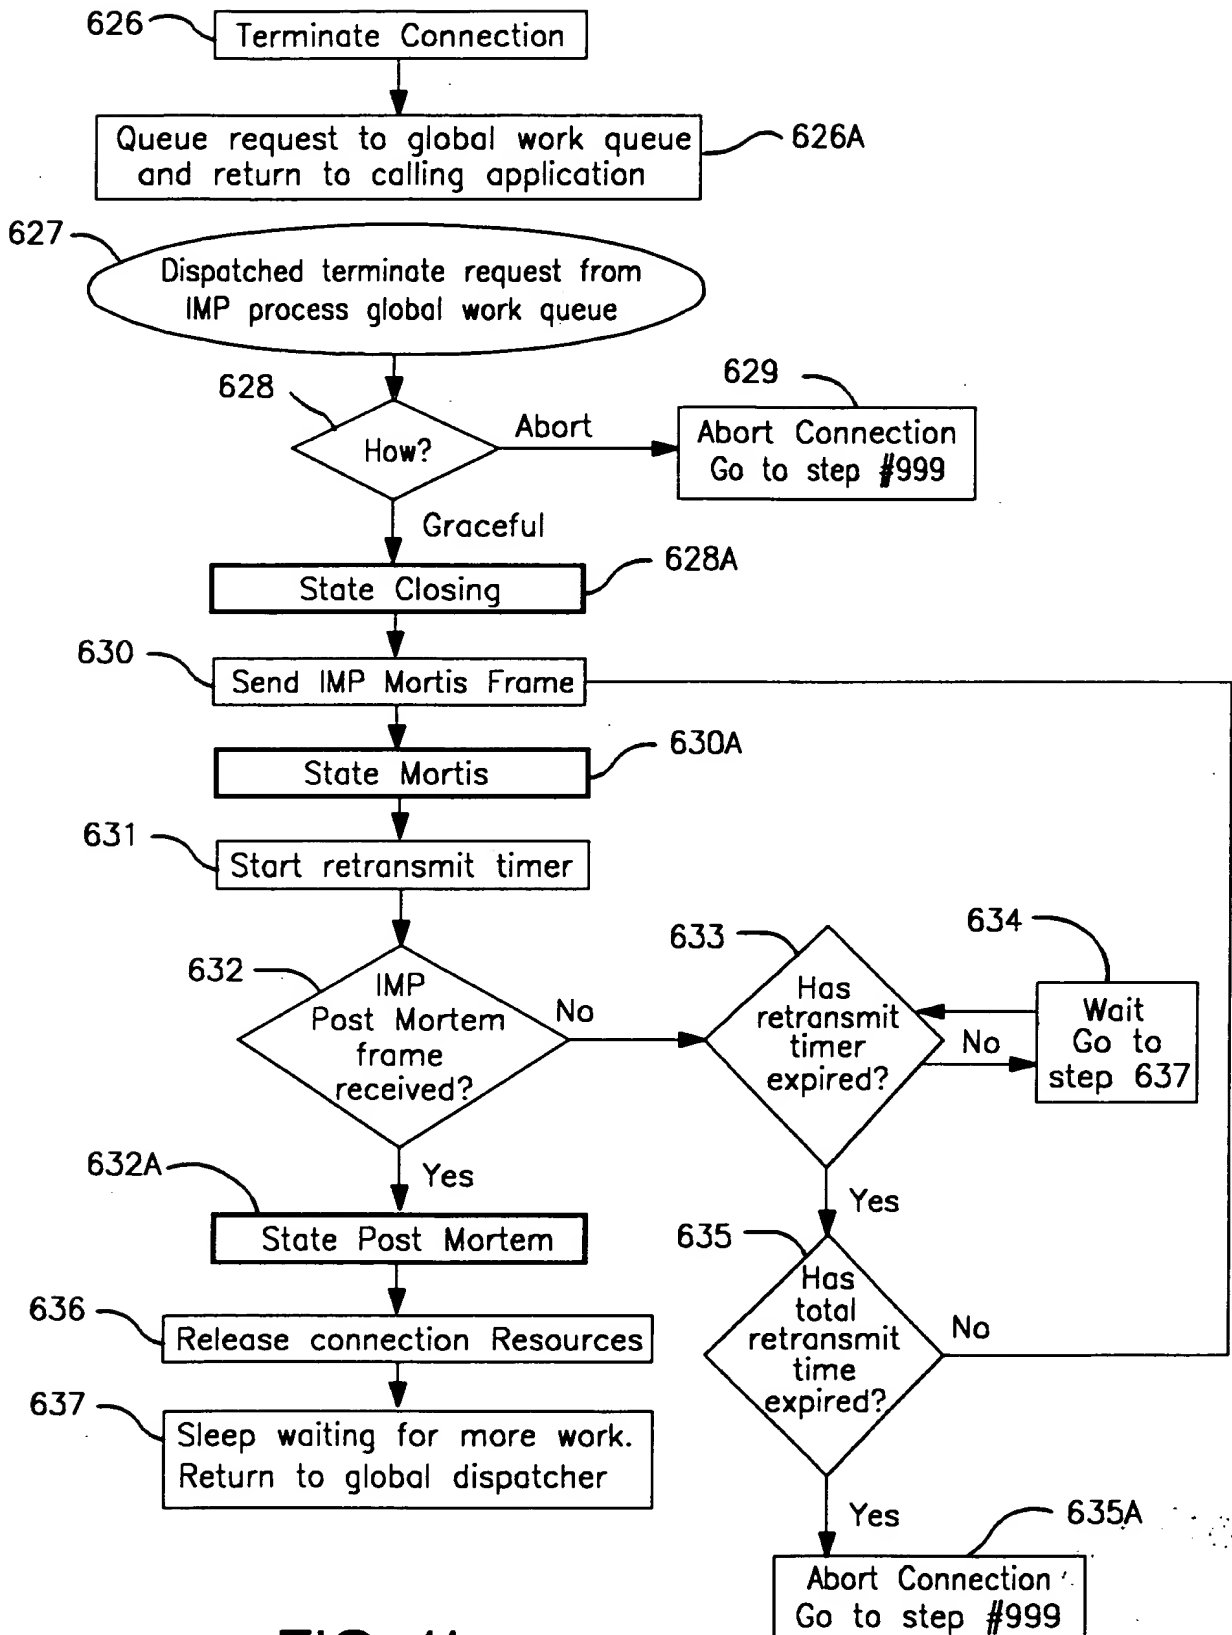 626
Terminate Connection
Queue request to global work queue
and return to calling application
626A
627
Dispatched terminate request from
IMP process global work queue
628
How?
Abort
629
Abort Connection
Go to step #999
Graceful
628A
State Closing
630
Send IMP Mortis Frame
630A
State Mortis
631
Start retransmit timer
632
IMP
Post Mortem
frame
received?
No
633
Has
retransmit
timer
expired?
No
634
Wait
Go to
step 637
Yes
632A
State Post Mortem
Yes
635
Has
total
retransmit
time
expired?
No
636
Release connection Resources
637
Sleep waiting for more work.
Return to global dispatcher
Yes
635A
Abort Connection
Go to step #999